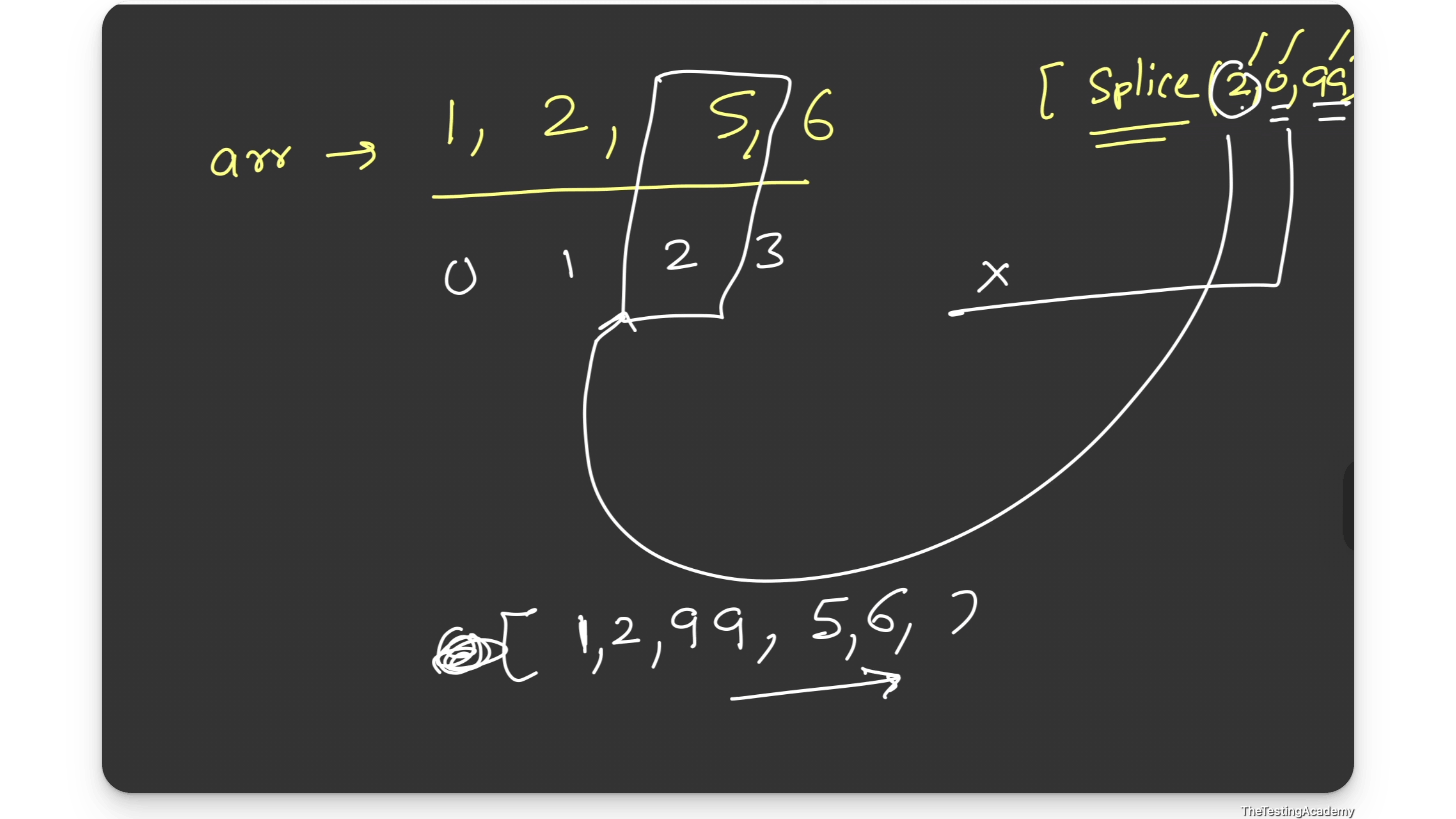 [ Splice (2, 0, 99
arr → 1, 2, 5, 6
0 1 2 3
x
[ 1, 2, 99, 5, 6, )
TheTestingAcademy